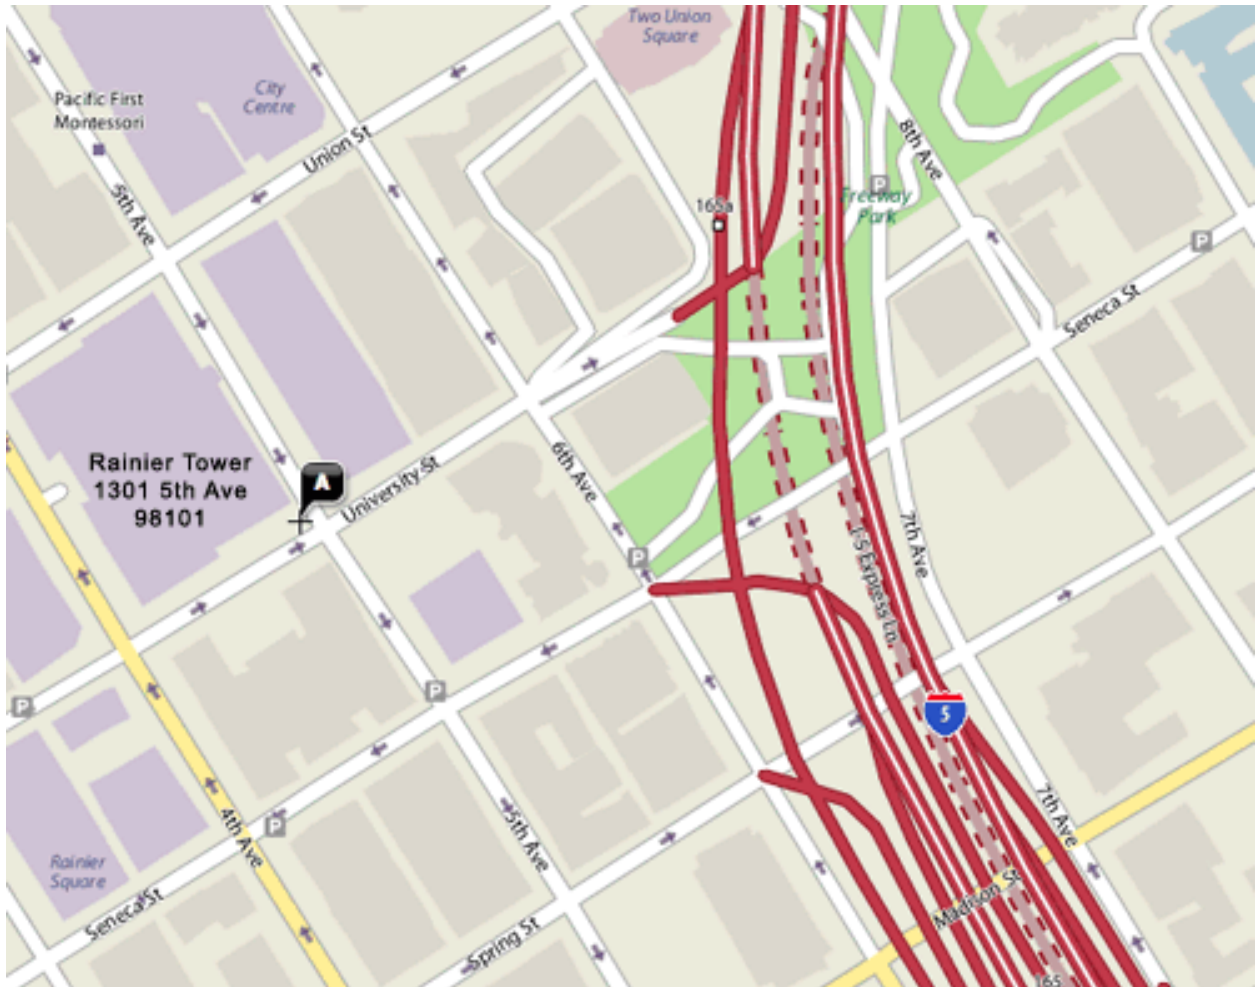 Two Union
Square
City
Centre
Pacific First
Montessori
Union St
8th Ave
5th Ave
165a
Freeway
Park
P
P
Seneca St
Rainier Tower
1301 5th Ave
98101
A
University St
6th Ave
7th Ave
I-5 Express Ln
P
P
P
5
4th Ave
P
5th Ave
7th Ave
Rainier
Square
Seneca St
Spring St
Madison St
165